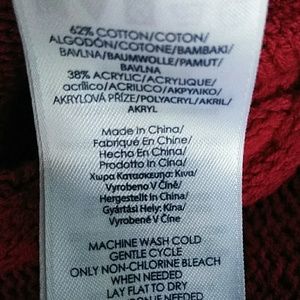 62% COTTON/COTON/
ALGODÓN/COTONE/BAMBAKI/
BAVLNA/BAUMWOLLE/PAMUT/
BAVLNA
38% ACRYLIC/ACRYLIQUE/
acrílico/ACRILICO/AKPYΛIKO/
AKRYLOVÁ PŘÍZE/POLYACRYL/AKRIL/
AKRYL
Made in China/
Fabriqué En Chine/
Hecho En China/
Prodotto in China/
Χωρα Κατασκευης: Κινα/
Vyrobeno V Číně/
Hergestellt in China/
Gyártási Hely: Kína/
Vyrobené V Číne
MACHINE WASH COLD
GENTLE CYCLE
ONLY NON-CHLORINE BLEACH
WHEN NEEDED
LAY FLAT TO DRY